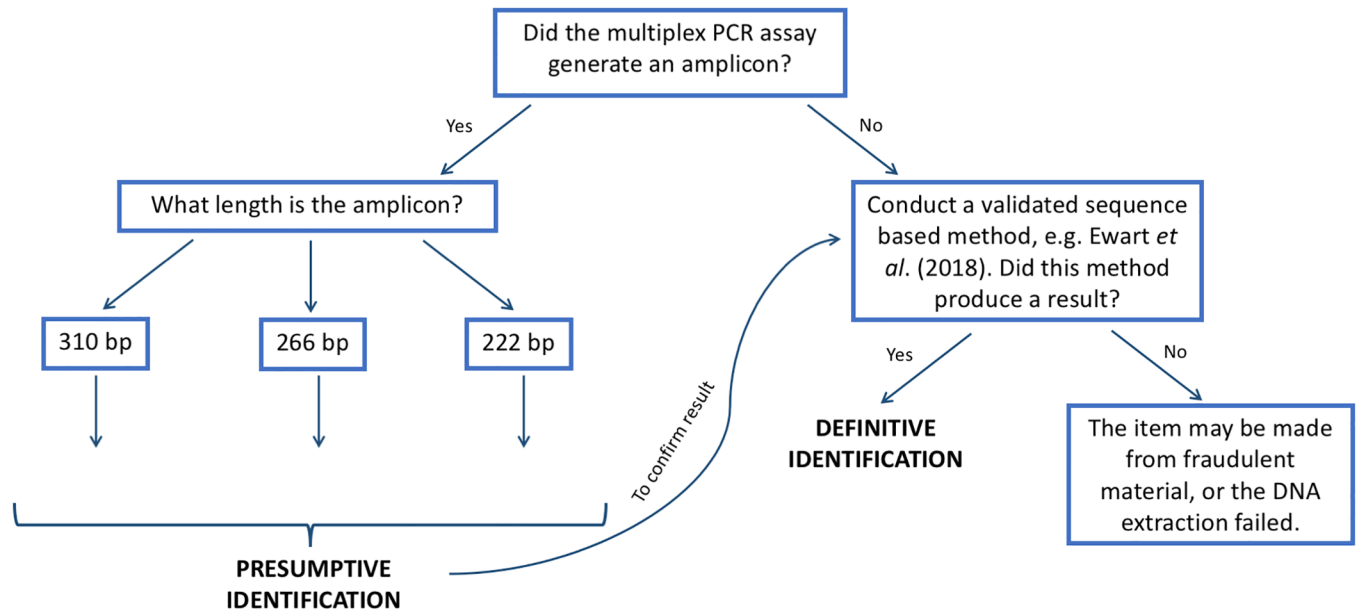 Did the multiplex PCR assay
generate an amplicon?
Yes
No
What length is the amplicon?
Conduct a validated sequence
based method, e.g. Ewart et
al. (2018). Did this method
produce a result?
310 bp
266 bp
222 bp
Yes
No
To confirm result
DEFINITIVE
IDENTIFICATION
The item may be made
from fraudulent
material, or the DNA
extraction failed.
PRESUMPTIVE
IDENTIFICATION